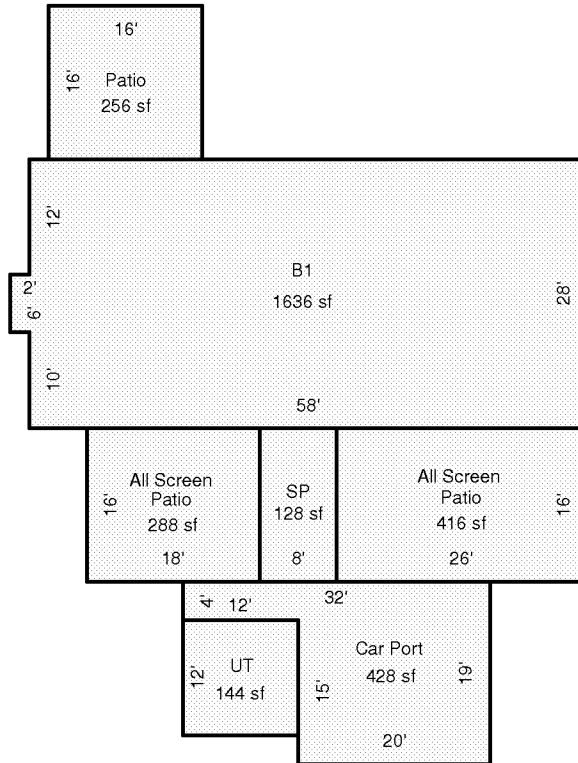 16'
16'
Patio
256 sf
12'
B1
1636 sf
28'
2'
6'
10'
58'
All Screen
Patio
288 sf
16'
18'
SP
128 sf
8'
All Screen
Patio
416 sf
16'
26'
4'
12'
32'
UT
144 sf
12'
Car Port
428 sf
15'
19'
20'